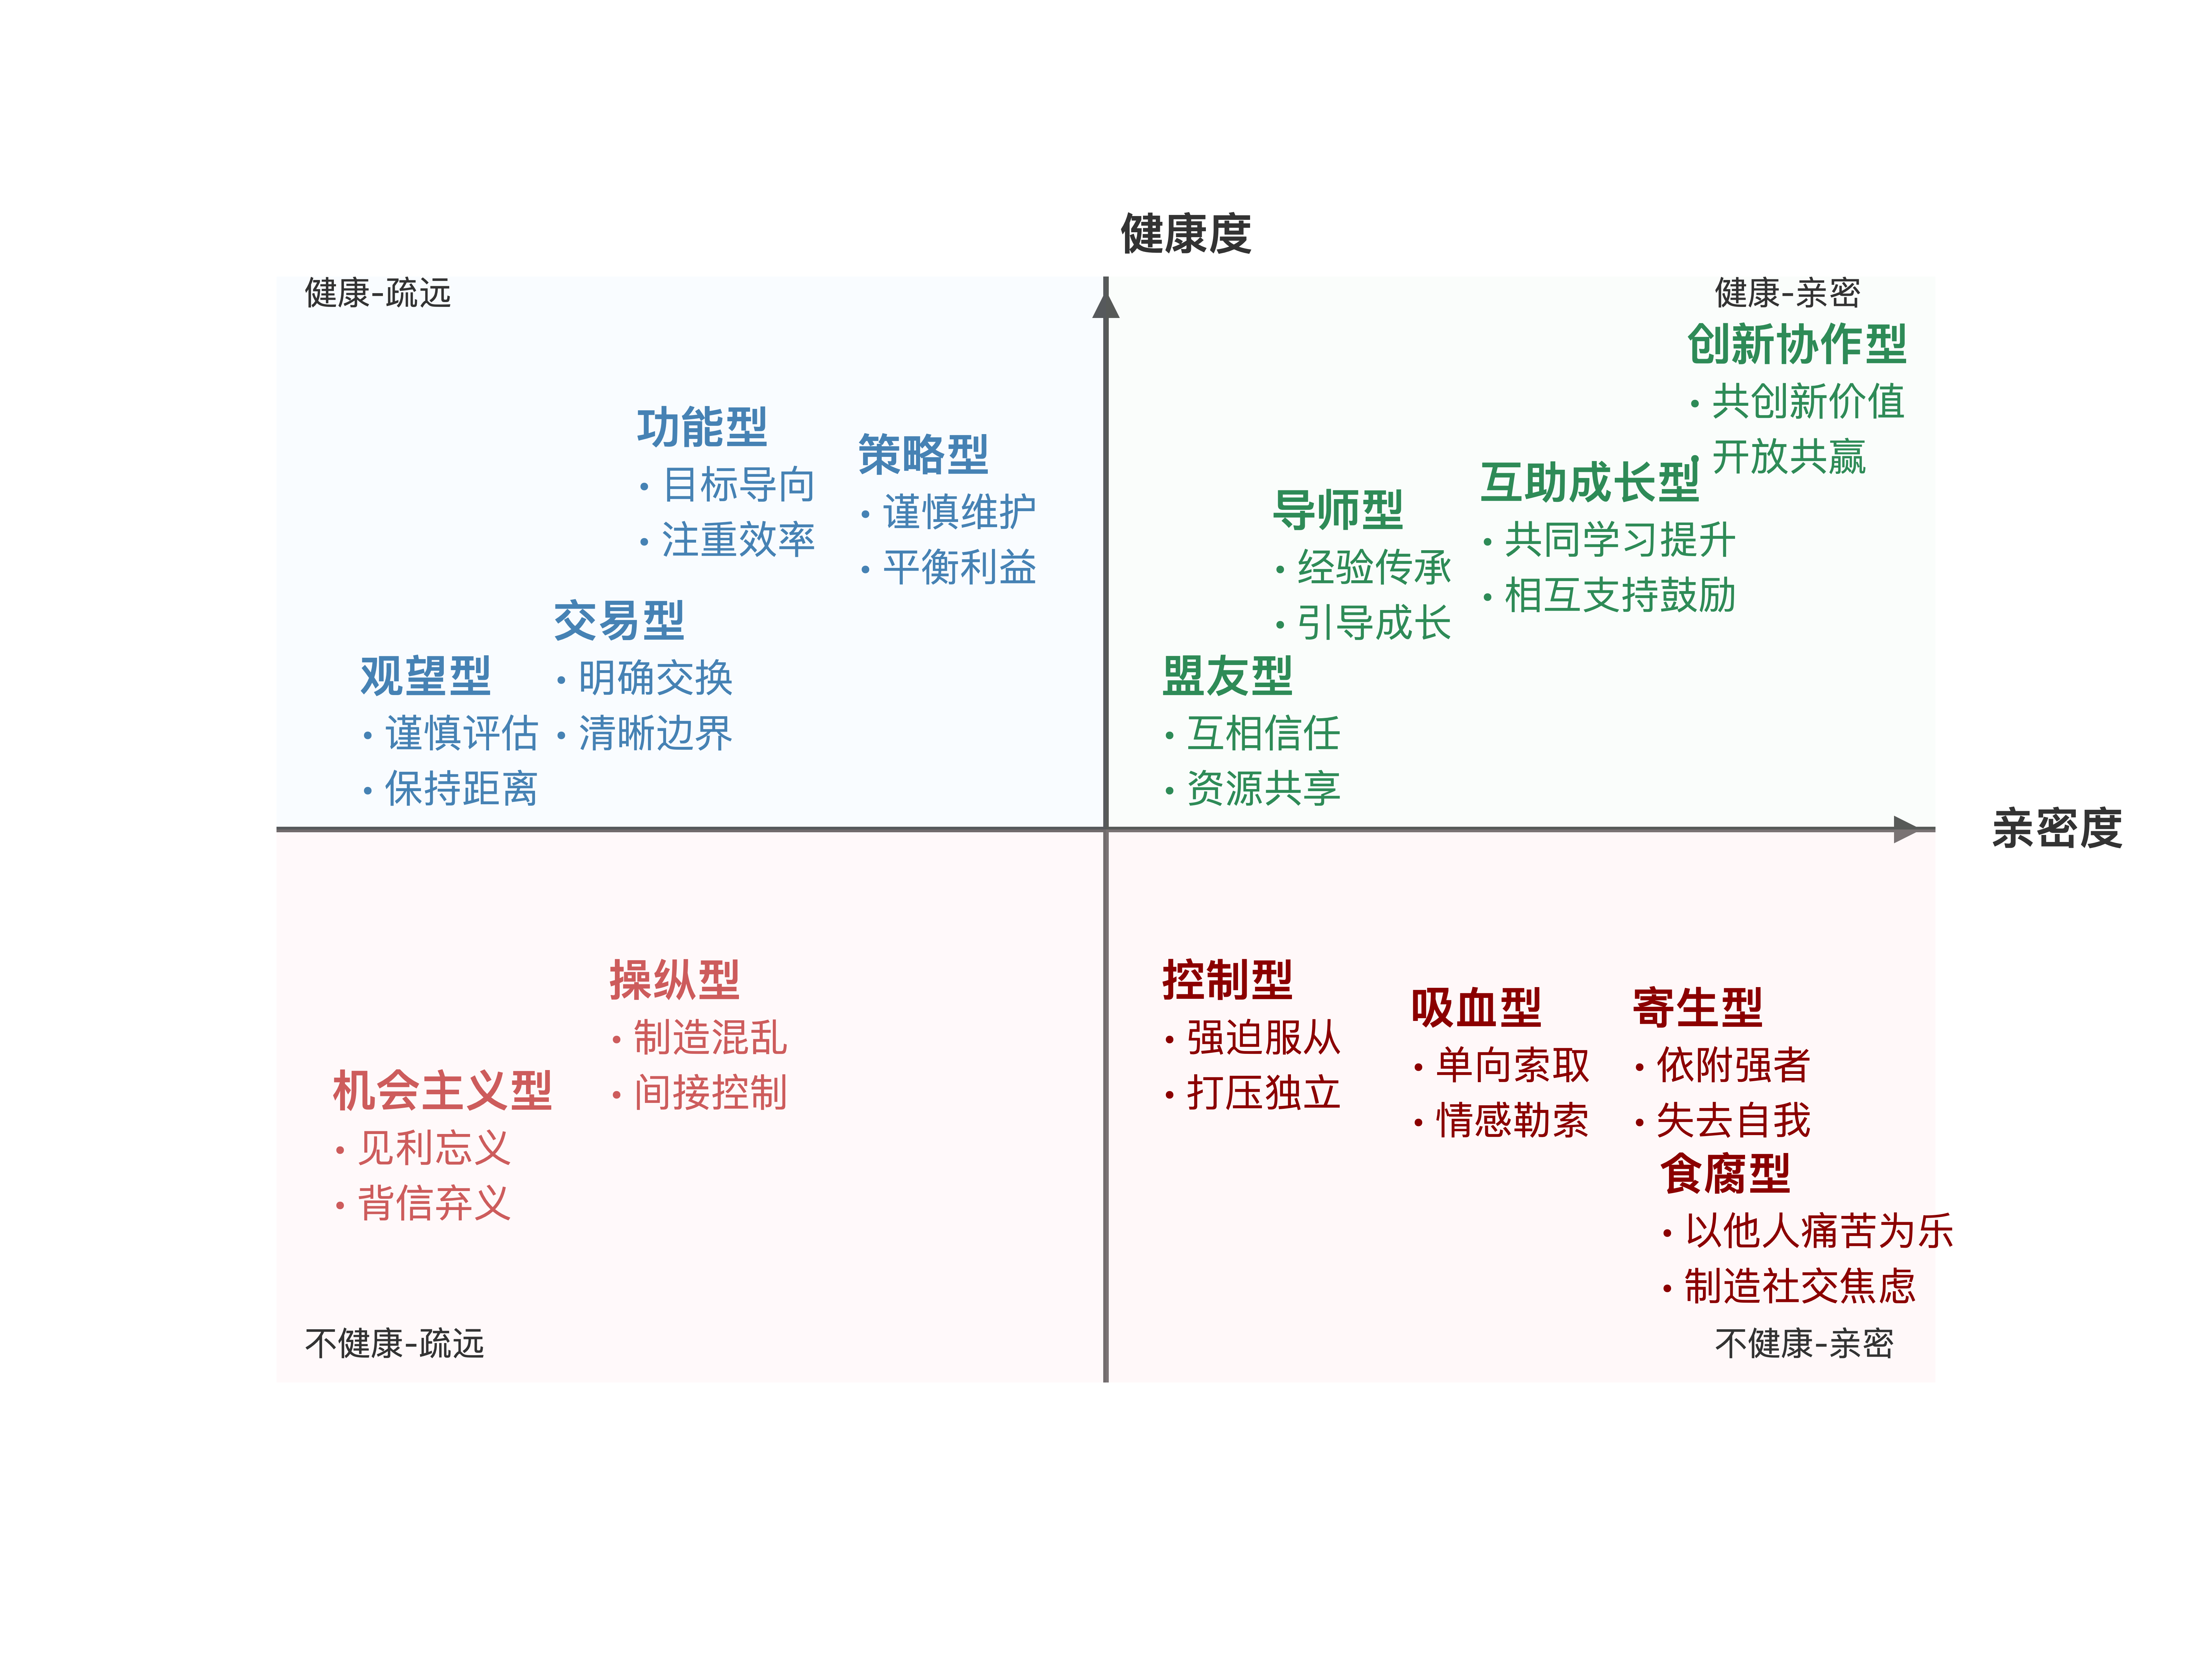 健康度
健康-疏远
健康-亲密
创新协作型
• 共创新价值
• 开放共赢
功能型
• 目标导向
• 注重效率
策略型
• 谨慎维护
• 平衡利益
互助成长型
• 共同学习提升
• 相互支持鼓励
导师型
• 经验传承
• 引导成长
交易型
• 明确交换
• 清晰边界
观望型
• 谨慎评估
• 保持距离
盟友型
• 互相信任
• 资源共享
亲密度
操纵型
• 制造混乱
• 间接控制
机会主义型
• 见利忘义
• 背信弃义
控制型
• 强迫服从
• 打压独立
吸血型
• 单向索取
• 情感勒索
寄生型
• 依附强者
• 失去自我
食腐型
• 以他人痛苦为乐
• 制造社交焦虑
不健康-疏远
不健康-亲密